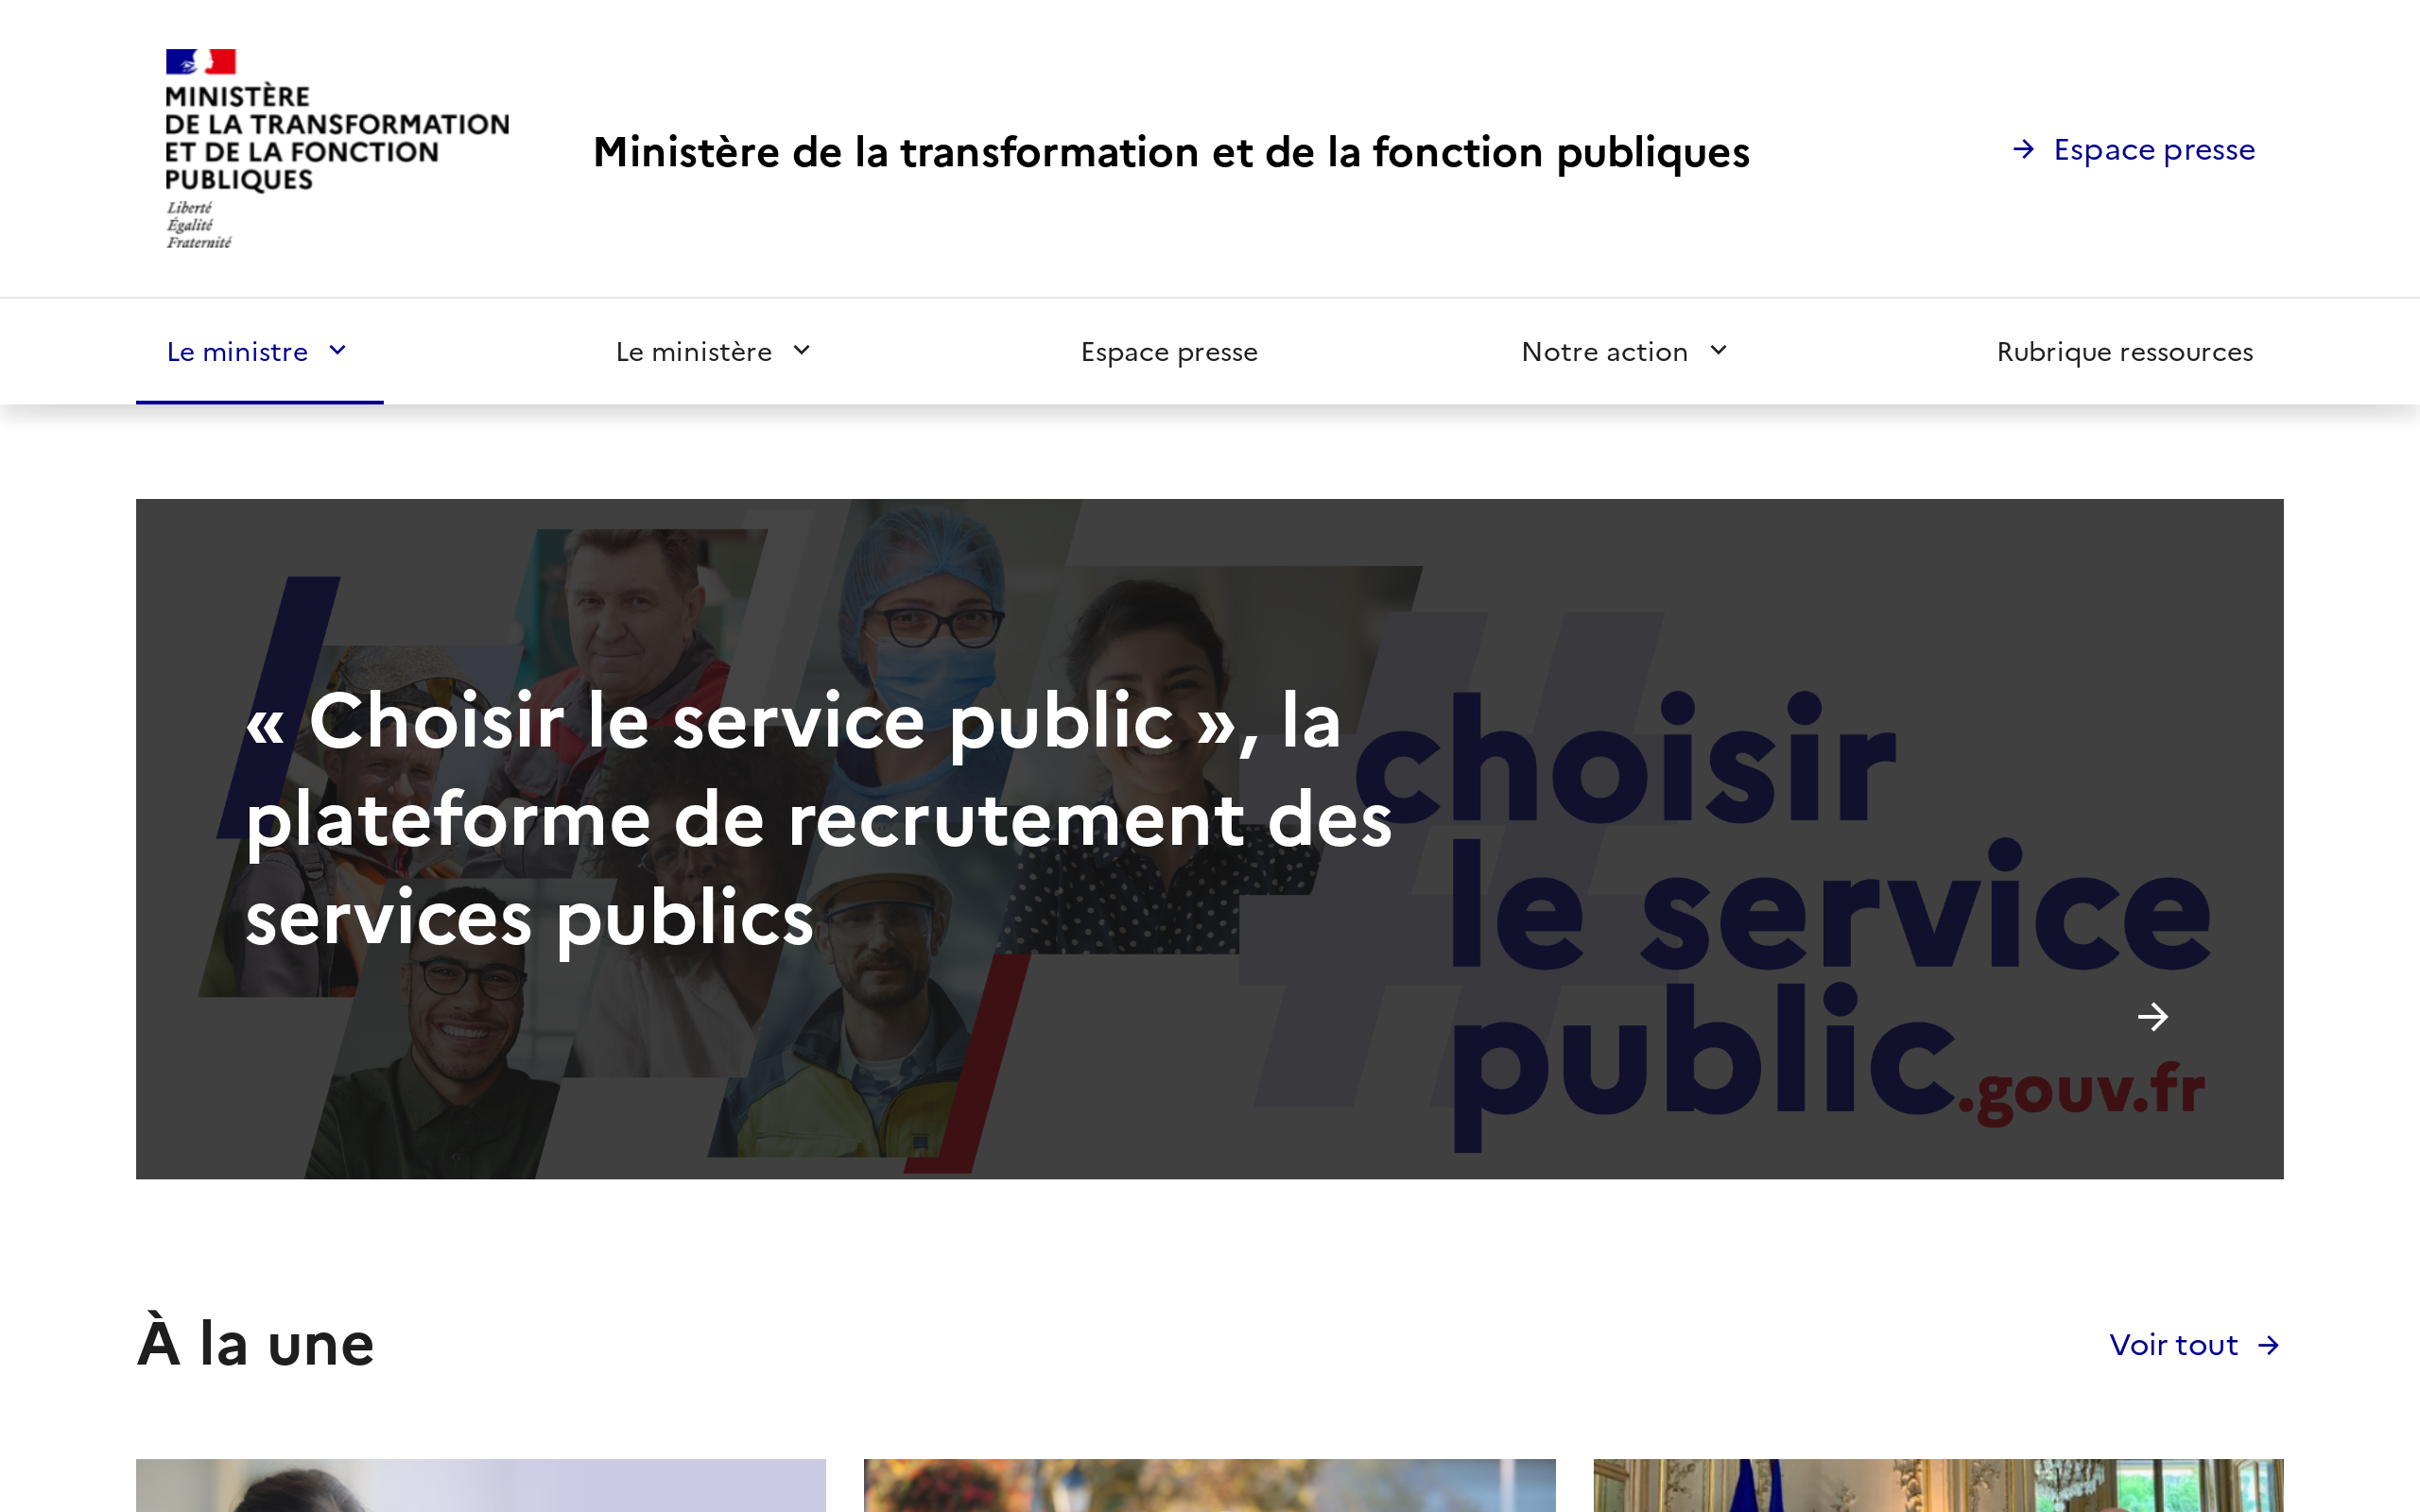 MINISTÈRE
DE LA TRANSFORMATION
ET DE LA FONCTION
PUBLIQUES
Liberté
Égalité
Fraternité
Ministère de la transformation et de la fonction publiques
Espace presse
Le ministre
Le ministère
Espace presse
Notre action
Rubrique ressources
« Choisir le service public », la
plateforme de recrutement des
services publics
choisir
le service
public.gouv.fr
À la une
Voir tout